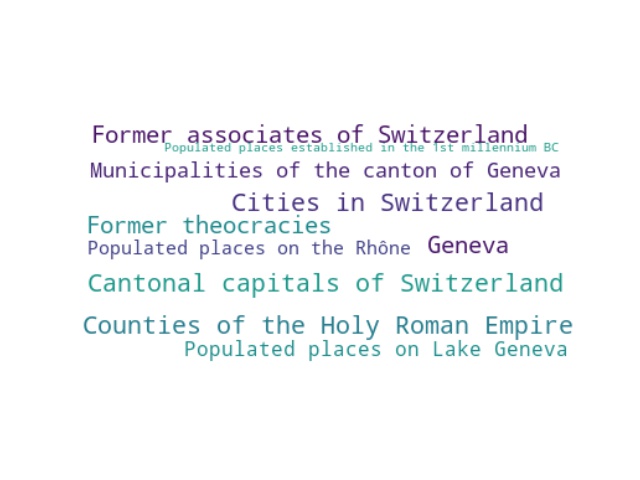 Former associates of Switzerland
Populated places established in the 1st millennium BC
Municipalities of the canton of Geneva
Cities in Switzerland
Former theocracies
Populated places on the Rhône
Geneva
Cantonal capitals of Switzerland
Counties of the Holy Roman Empire
Populated places on Lake Geneva